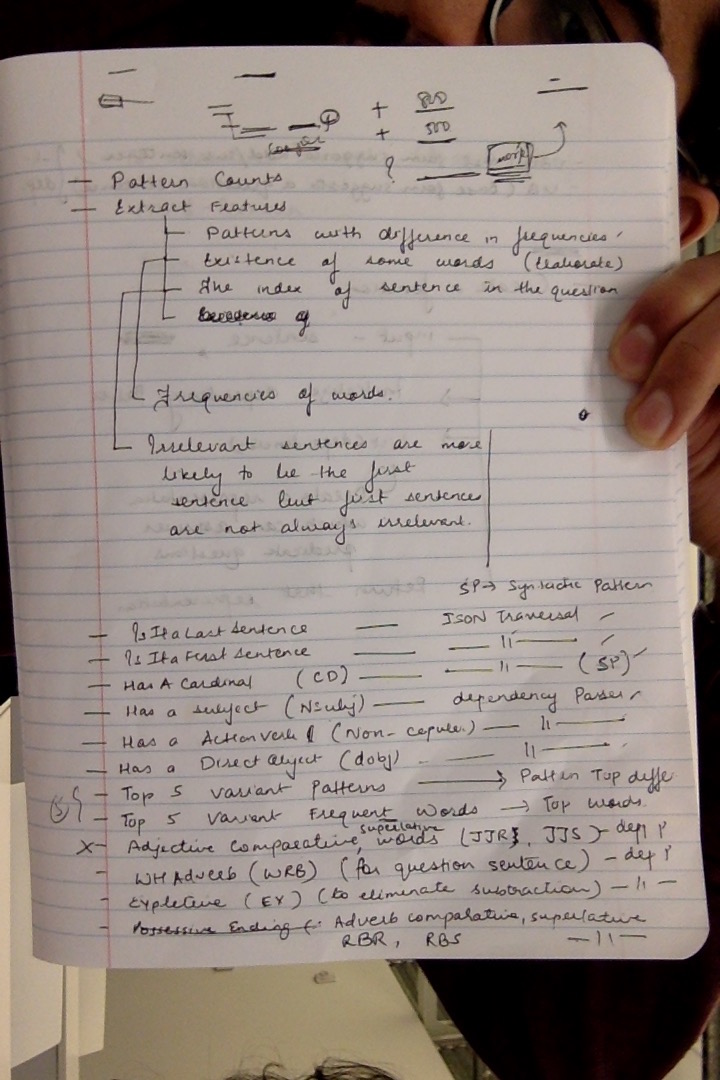 + 800
+ 500
?
work
— Pattern Counts
— Extract Features
— Patterns with difference in frequencies
— Existence of some words (Elaborate)
— The index of sentence in the question
— Existence of
Frequencies of words.
Irrelevant sentences are more
likely to be the first
sentence but first sentences
are not always irrelevant.
SP → Syntactic Pattern
— Is It a Last Sentence — JSON Traversal
— Is It a First Sentence — — 11 —
— Has A Cardinal (CD) — — 11 — (SP)
— Has a subject (Nsubj) — dependency Parser
— Has a Action Verb (Non-copuler) — 11 —
— Has a Direct Object (dobj) — 11 —
— Top 5 Variant Patterns → Pattern Top diffe
(5) { — Top 5 Variant Frequent Words → Top words
X — Adjective Comparative, superlative words (JJR, JJS) — dep P
— WH Adverb (WRB) (for question sentence) — dep P
— Expletive (EX) (to eliminate subtraction) — 11 —
— Possessive Ending (: Adverb comparative, superlative
RBR, RBS — 11 —